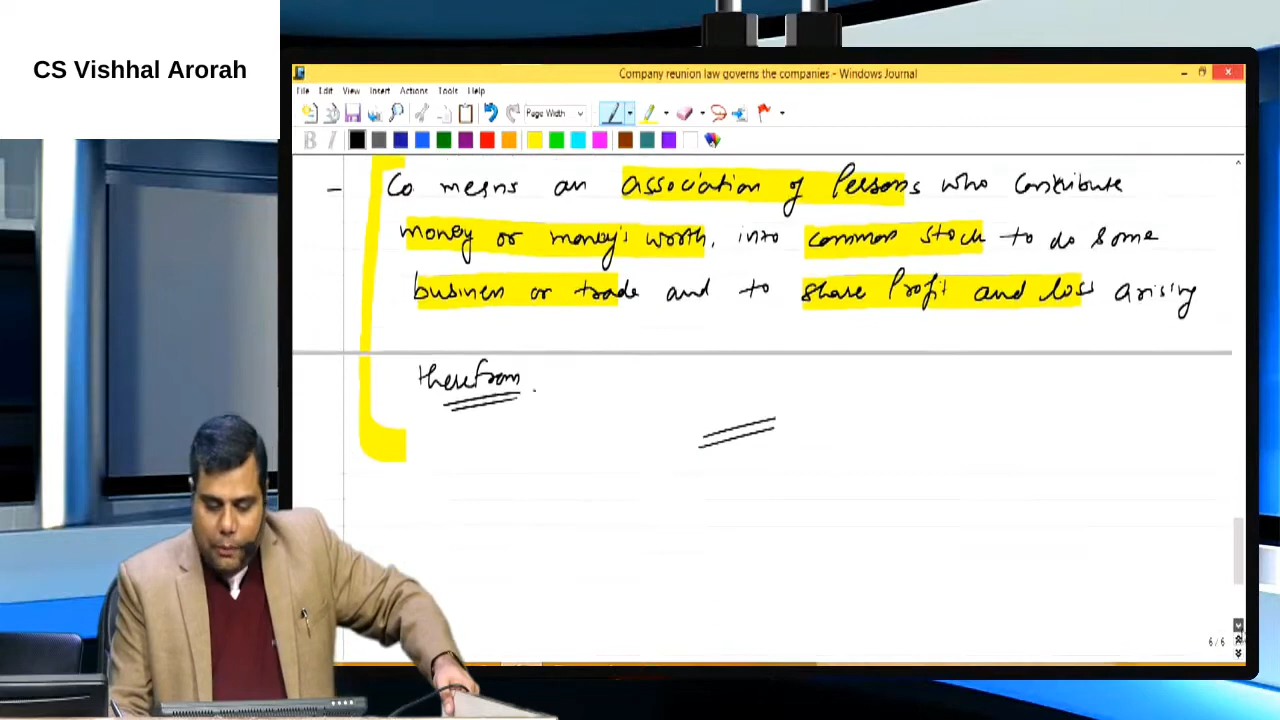 CS Vishhal Arorah
Company reunion law governs the companies - Windows Journal
File Edit View Insert Actions Tools Help
Page Width
B I
- Co means an association of Persons who contribute
money or money's worth, into common stock to do some
business or trade and to share Profit and loss arising
therefrom.
6/6